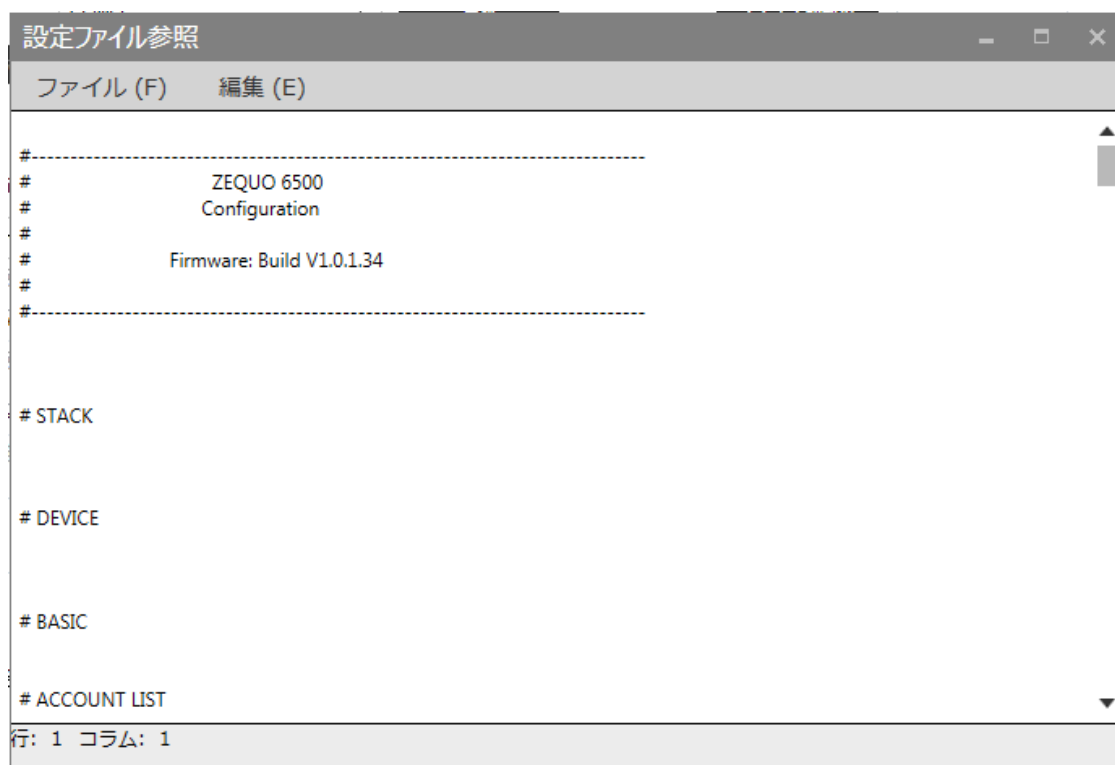 設定ファイル参照
ファイル (F) 編集 (E)
#-------------------------------------------------------------------------------
# ZEQUO 6500
# Configuration
#
# Firmware: Build V1.0.1.34
#
#-------------------------------------------------------------------------------
# STACK
# DEVICE
# BASIC
# ACCOUNT LIST
行: 1 コラム: 1